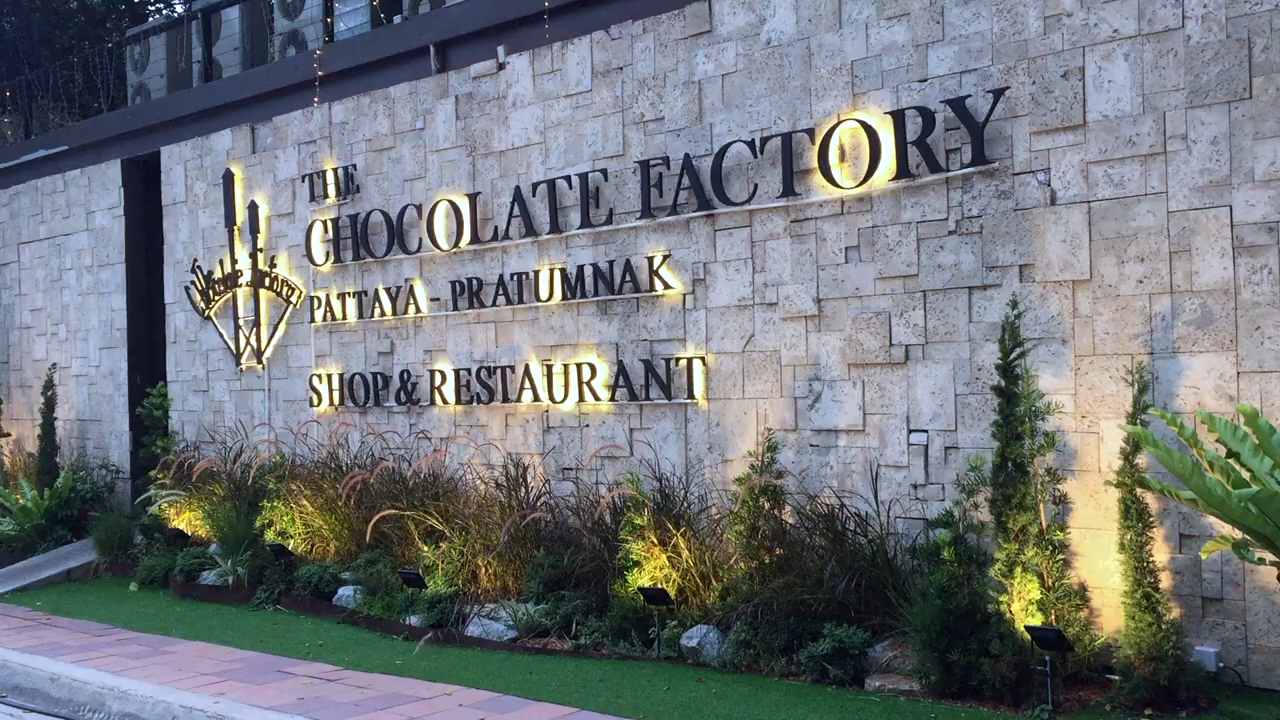 THE
CHOCOLATE FACTORY
PATTAYA - PRATUMNAK
SHOP & RESTAURANT